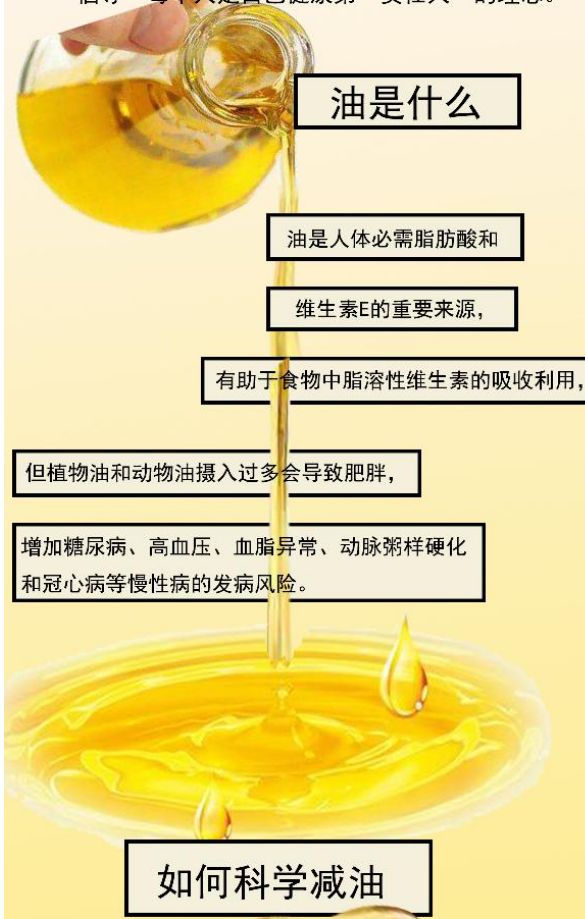 油是什么
油是人体必需脂肪酸和
维生素E的重要来源，
有助于食物中脂溶性维生素的吸收利用，
但植物油和动物油摄入过多会导致肥胖，
增加糖尿病、高血压、血脂异常、动脉粥样硬化
和冠心病等慢性病的发病风险。
如何科学减油